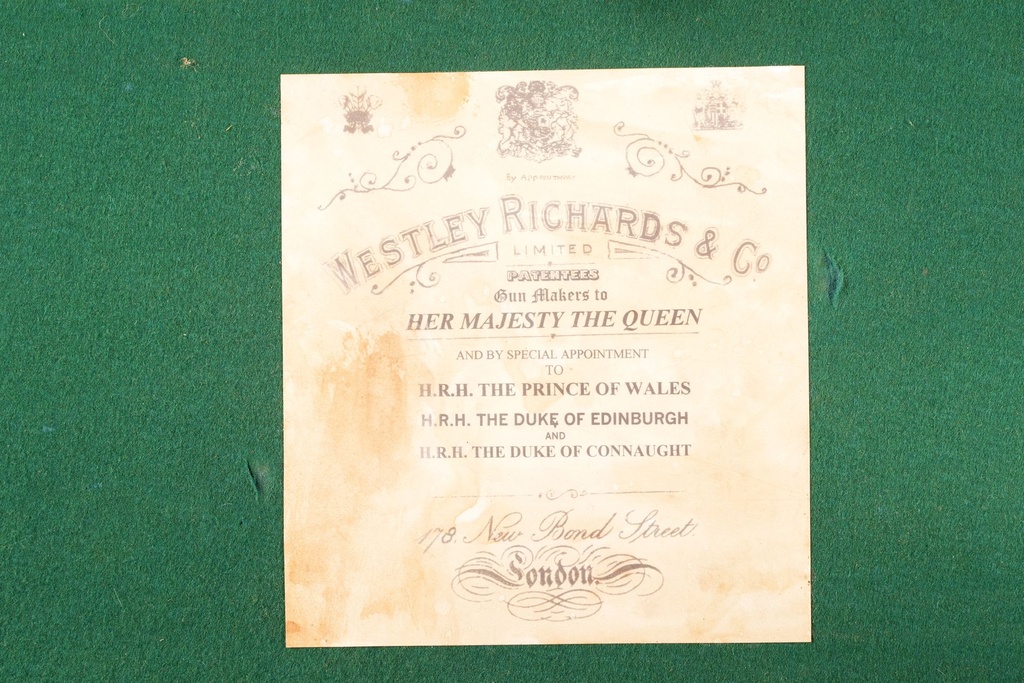 By Appointment
WESTLEY RICHARDS & CO
LIMITED
PATENTEES
Gun Makers to
HER MAJESTY THE QUEEN
AND BY SPECIAL APPOINTMENT
TO
H.R.H. THE PRINCE OF WALES
H.R.H. THE DUKE OF EDINBURGH
AND
H.R.H. THE DUKE OF CONNAUGHT
178. New Bond Street.
London.